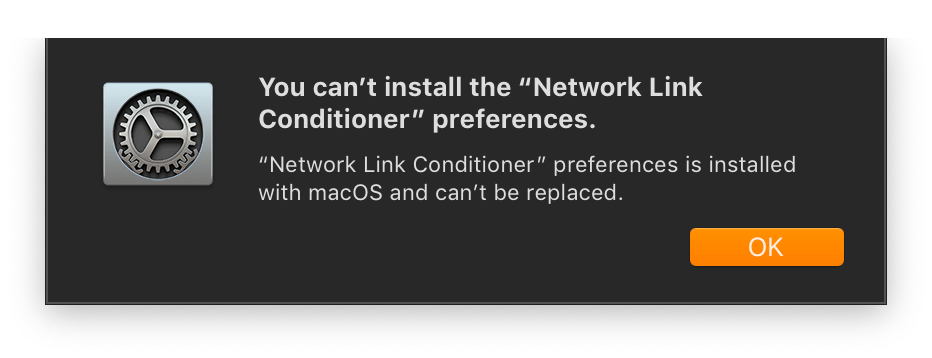 You can’t install the “Network Link
Conditioner” preferences.
“Network Link Conditioner” preferences is installed
with macOS and can’t be replaced.
OK